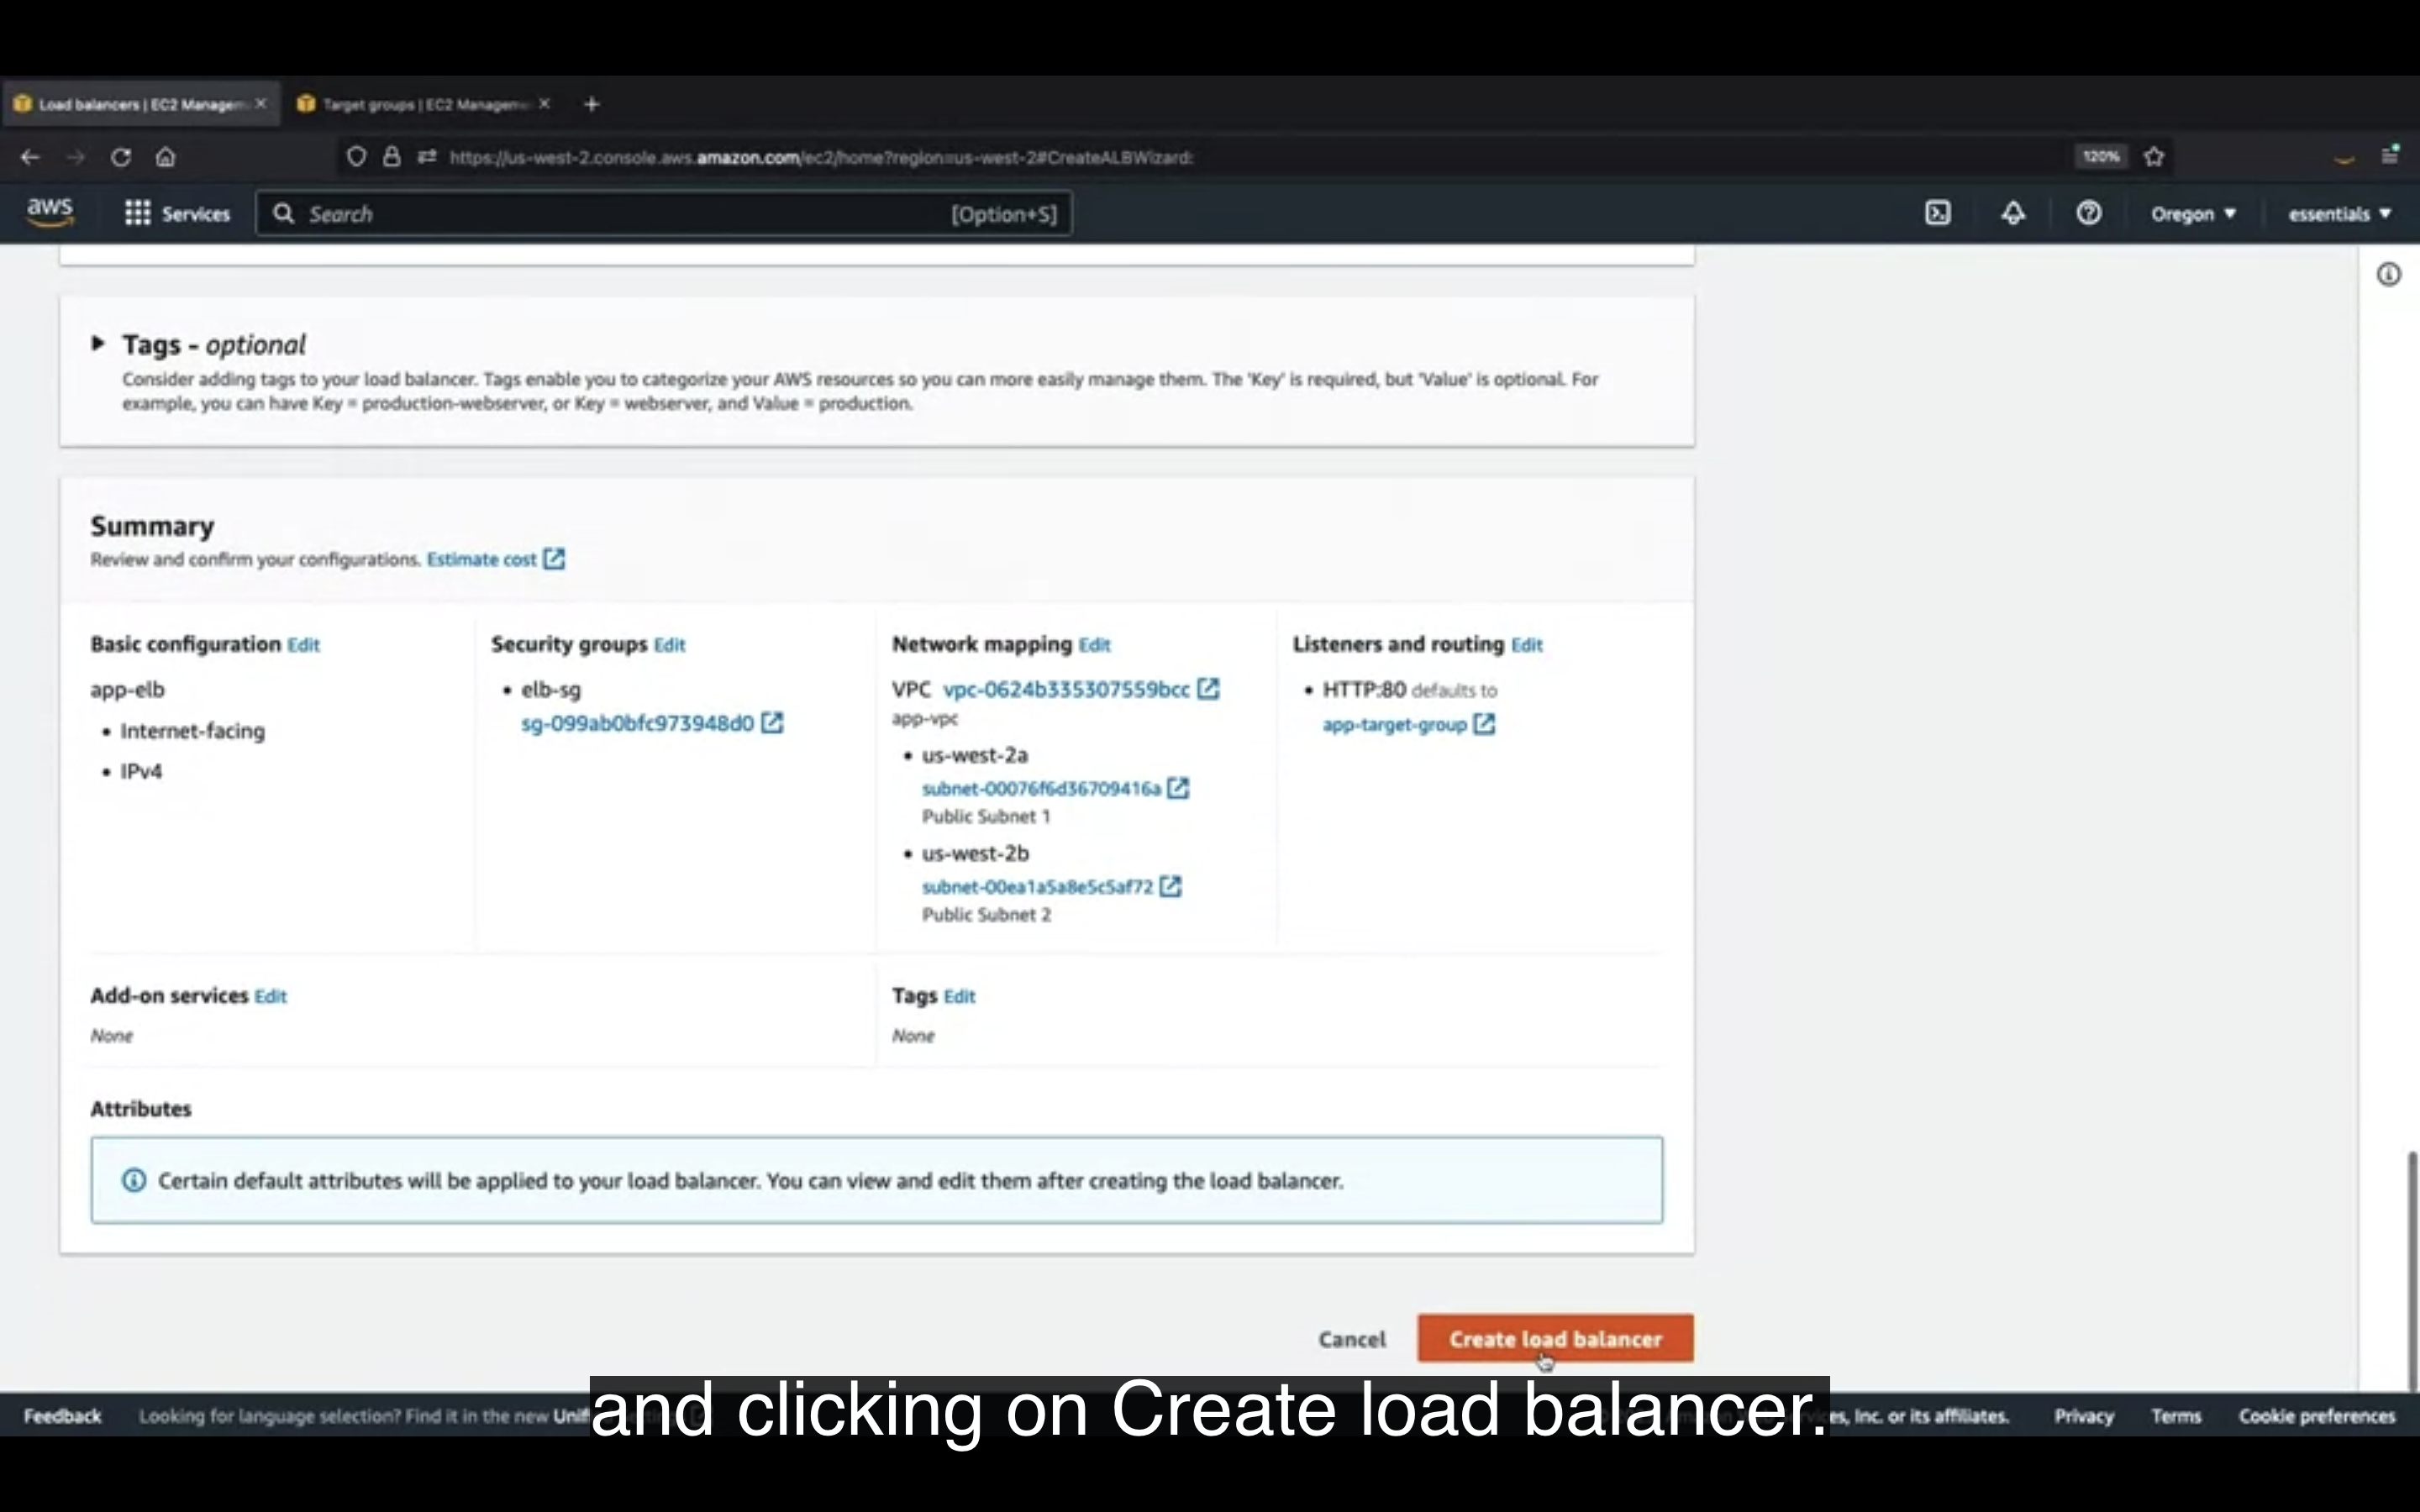 Load balancers | EC2 Managem
Target groups | EC2 Manageme
https://us-west-2.console.aws.amazon.com/ec2/home?region=us-west-2#CreateALBWizard:
120%
aws
Services
Search
[Option+S]
Oregon
essentials
Tags - optional
Consider adding tags to your load balancer. Tags enable you to categorize your AWS resources so you can more easily manage them. The 'Key' is required, but 'Value' is optional. For
example, you can have Key = production-webserver, or Key = webserver, and Value = production.
Summary
Review and confirm your configurations. Estimate cost
Basic configuration Edit
app-elb
• Internet-facing
• IPv4
Security groups Edit
• elb-sg
sg-099ab0bfc973948d0
Network mapping Edit
VPC vpc-0624b335307559bcc
app-vpc
• us-west-2a
subnet-00076f6d36709416a
Public Subnet 1
• us-west-2b
subnet-00ea1a5a8e5c5af72
Public Subnet 2
Listeners and routing Edit
• HTTP:80 defaults to
app-target-group
Add-on services Edit
None
Tags Edit
None
Attributes
Certain default attributes will be applied to your load balancer. You can view and edit them after creating the load balancer.
Cancel
Create load balancer
and clicking on Create load balancer.
Feedback
Looking for language selection? Find it in the new Unif
es, Inc. or its affiliates.
Privacy
Terms
Cookie preferences